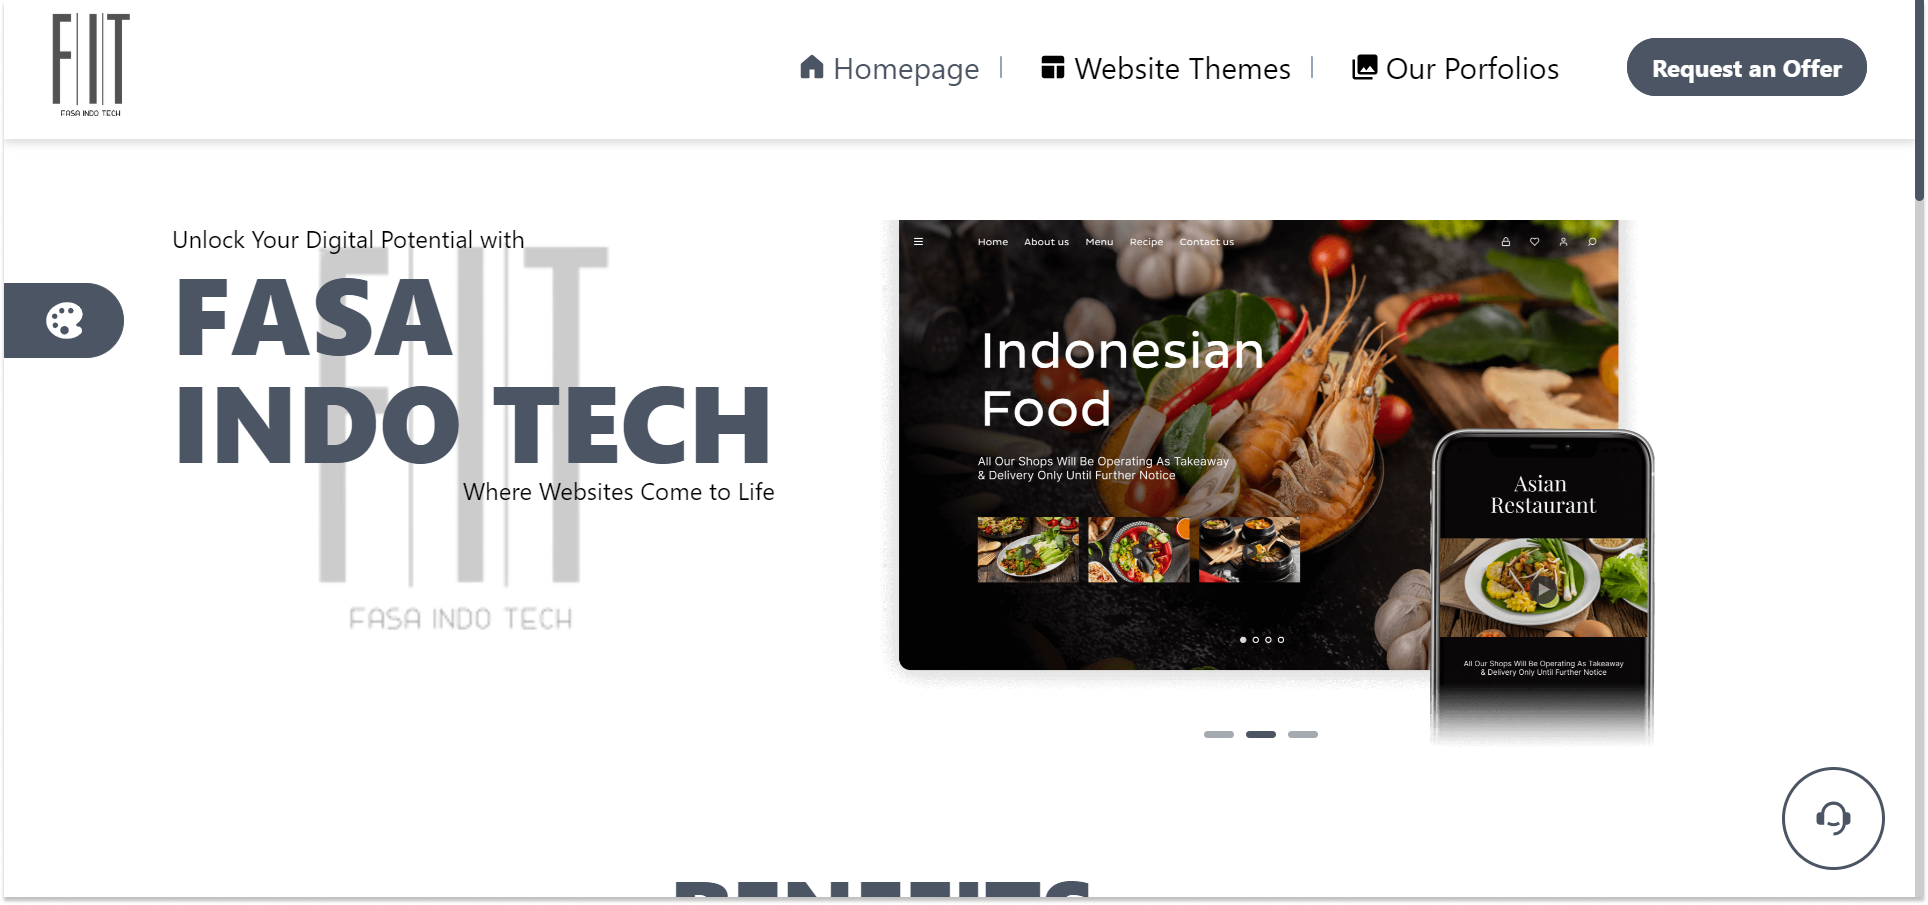 FIT
FASA INDO TECH
Homepage
Website Themes
Our Porfolios
Request an Offer
Unlock Your Digital Potential with
FASA
INDO TECH
Where Websites Come to Life
FIT
FASA INDO TECH
Home About us Menu Recipe Contact us
Indonesian
Food
All Our Shops Will Be Operating As Takeaway
& Delivery Only Until Further Notice
Asian
Restaurant
All Our Shops Will Be Operating As Takeaway
& Delivery Only Until Further Notice
BENEFITS